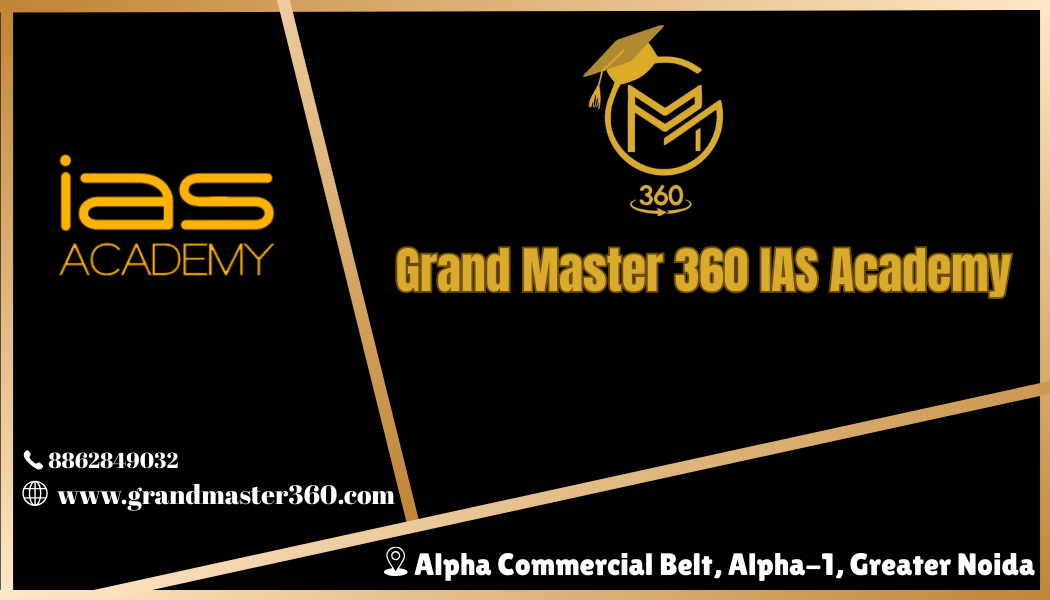 ias
ACADEMY
360
Grand Master 360 IAS Academy
8862849032
www.grandmaster360.com
Alpha Commercial Belt, Alpha-1, Greater Noida